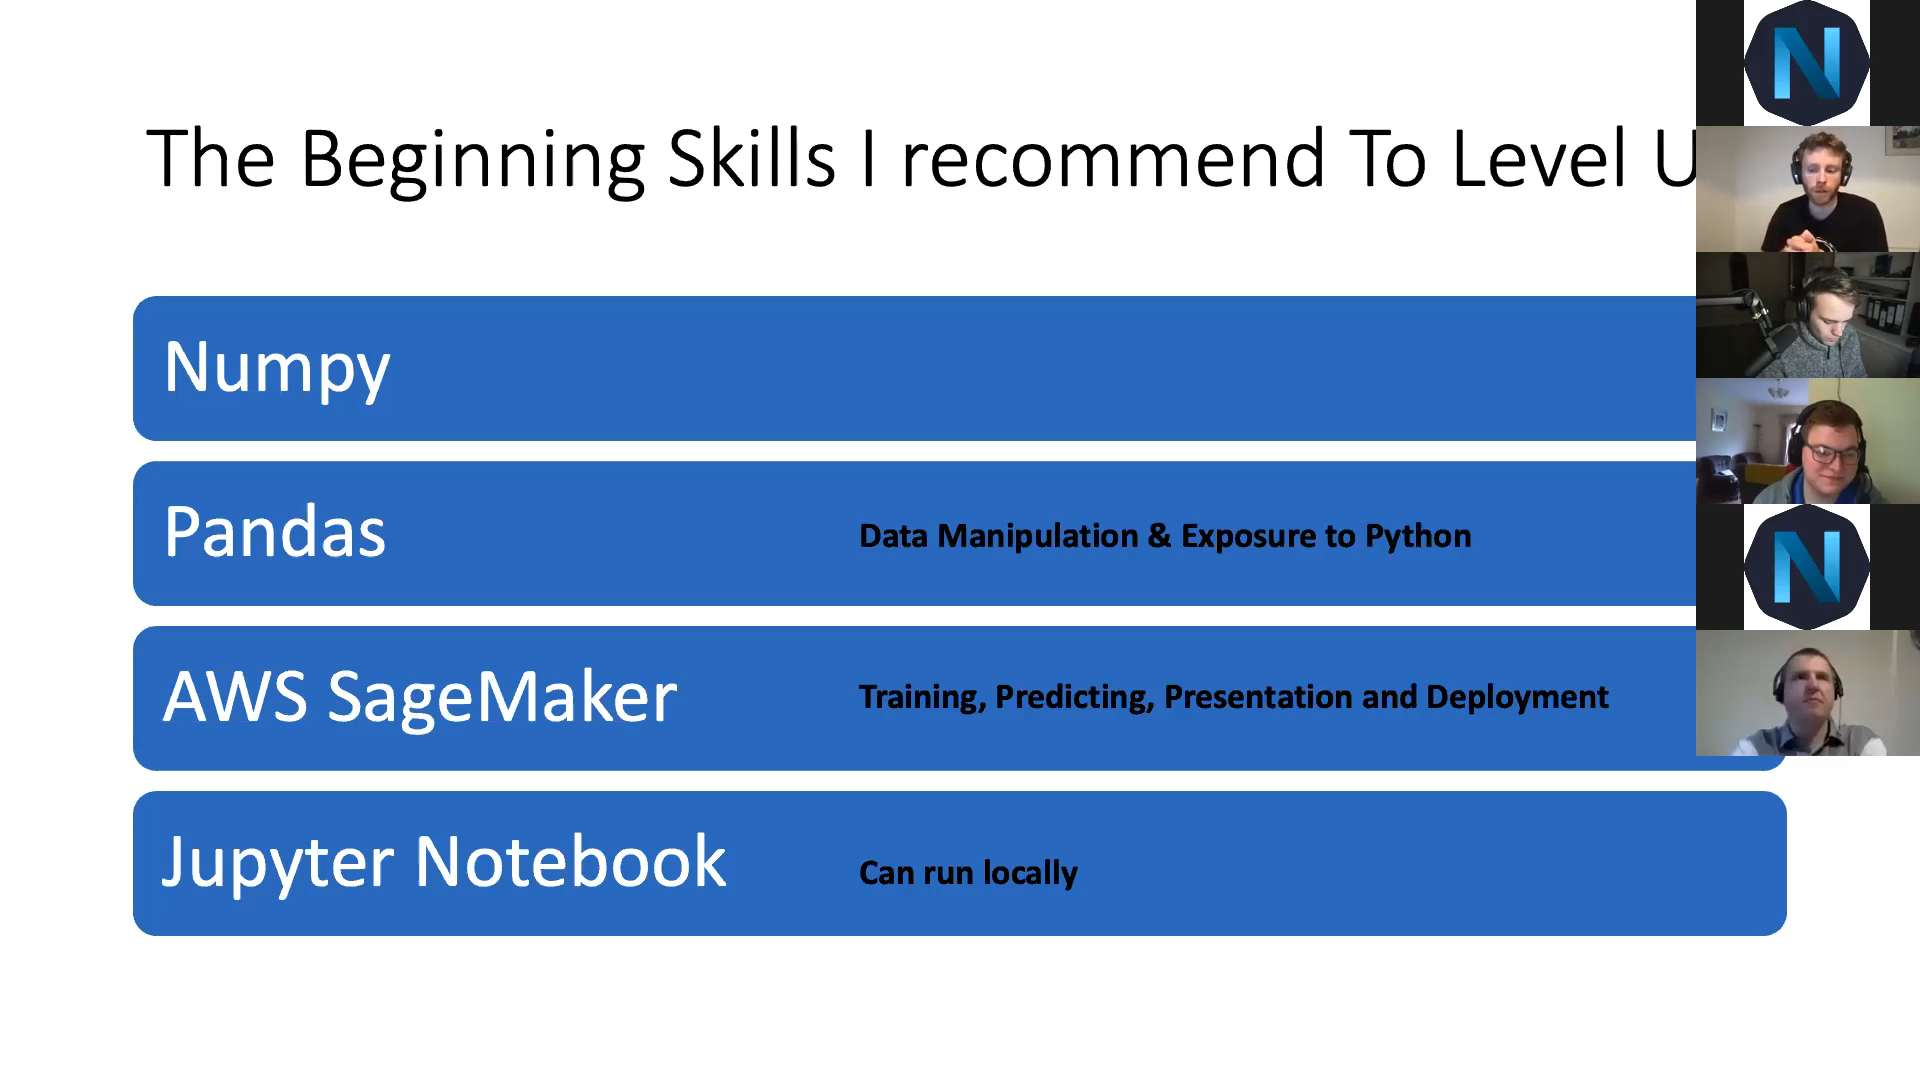 The Beginning Skills I recommend To Level U
Numpy
Pandas
Data Manipulation & Exposure to Python
AWS SageMaker
Training, Predicting, Presentation and Deployment
Jupyter Notebook
Can run locally
N
N